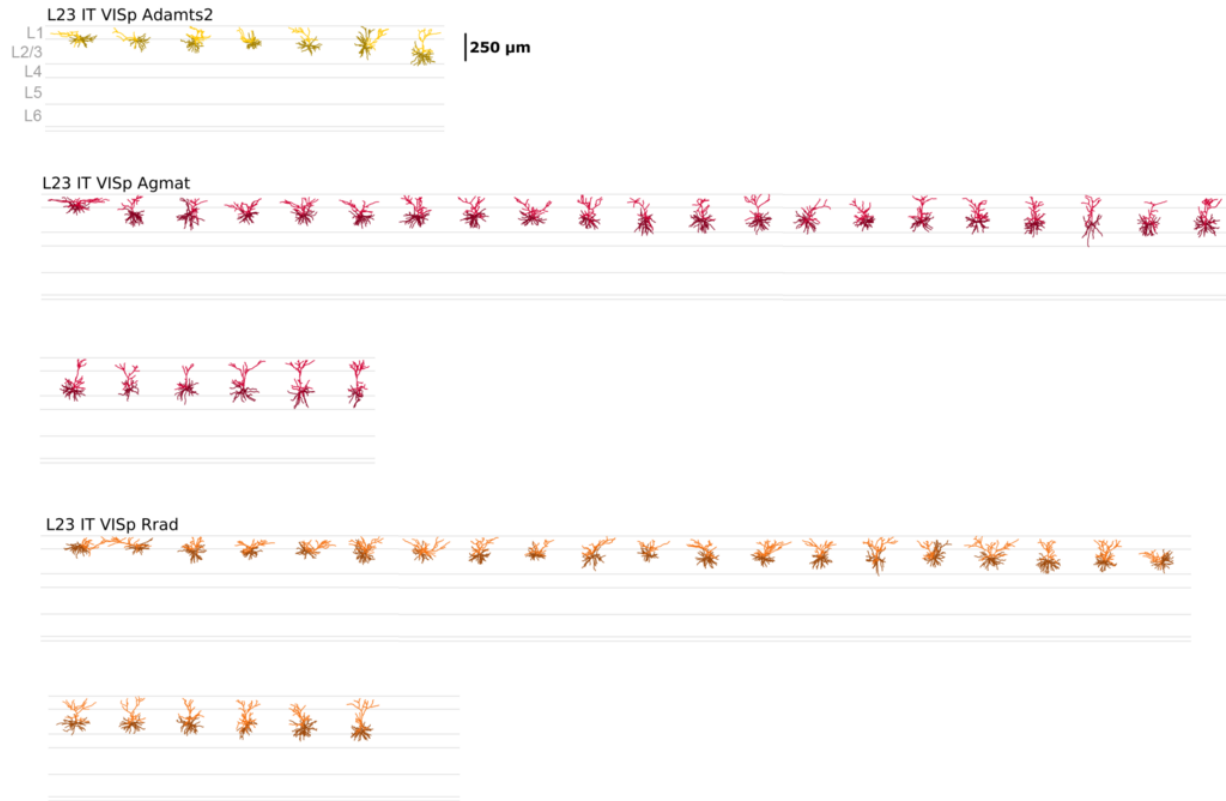 L23 IT VISp Adamts2
L1
L2/3
L4
L5
L6
250 µm
L23 IT VISp Agmat
L23 IT VISp Rrad